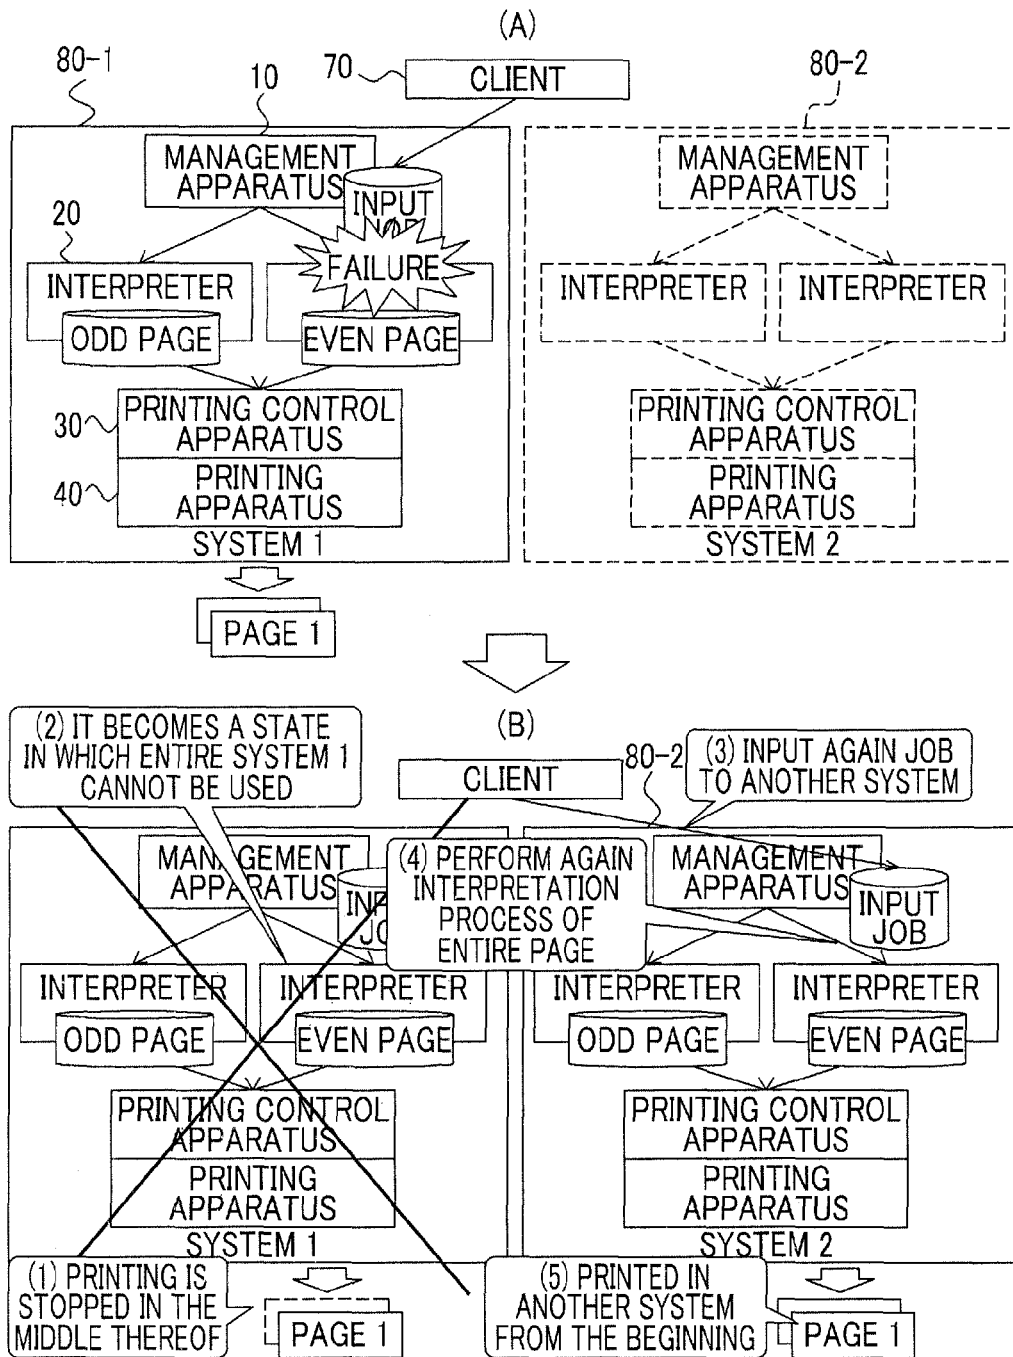 (A)
80-1
10
70
CLIENT
80-2
MANAGEMENT
APPARATUS
INPUT
20
INTERPRETER
FAILURE
ODD PAGE
EVEN PAGE
30
PRINTING CONTROL
APPARATUS
40
PRINTING
APPARATUS
SYSTEM 1
PAGE 1
MANAGEMENT
APPARATUS
INTERPRETER
INTERPRETER
PRINTING CONTROL
APPARATUS
PRINTING
APPARATUS
SYSTEM 2
(B)
(2) IT BECOMES A STATE
IN WHICH ENTIRE SYSTEM 1
CANNOT BE USED
CLIENT
80-2
(3) INPUT AGAIN JOB
TO ANOTHER SYSTEM
MANAGEMENT
APPARATUS
(4) PERFORM AGAIN
INTERPRETATION
PROCESS OF
ENTIRE PAGE
INTERPRETER
INTERPRETER
ODD PAGE
EVEN PAGE
PRINTING CONTROL
APPARATUS
PRINTING
APPARATUS
SYSTEM 1
(1) PRINTING IS
STOPPED IN THE
MIDDLE THEREOF
PAGE 1
MANAGEMENT
APPARATUS
INPUT
JOB
INTERPRETER
INTERPRETER
ODD PAGE
EVEN PAGE
PRINTING CONTROL
APPARATUS
PRINTING
APPARATUS
SYSTEM 2
(5) PRINTED IN
ANOTHER SYSTEM
FROM THE BEGINNING
PAGE 1